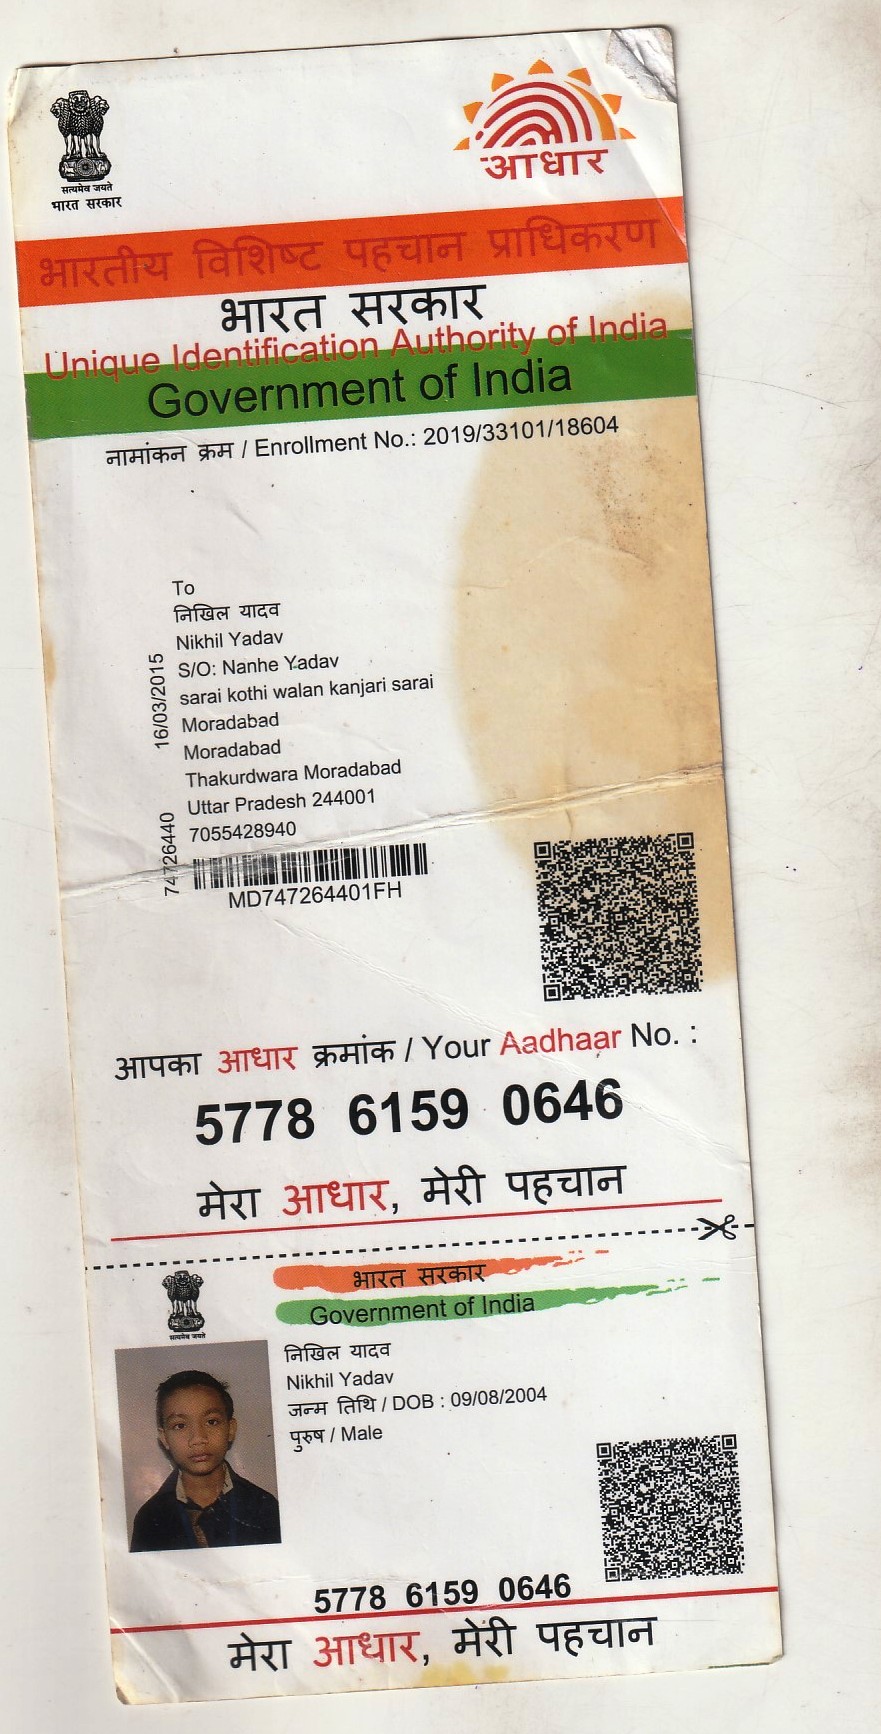 सत्यमेव जयते
भारत सरकार
आधार
भारतीय विशिष्ट पहचान प्राधिकरण
भारत सरकार
Unique Identification Authority of India
Government of India
नामांकन क्रम / Enrollment No.: 2019/33101/18604
To
निखिल यादव
Nikhil Yadav
S/O: Nanhe Yadav
sarai kothi walan kanjari sarai
Moradabad
Moradabad
Thakurdwara Moradabad
Uttar Pradesh 244001
7055428940
16/03/2015
74726440
MD747264401FH
आपका आधार क्रमांक / Your Aadhaar No. :
5778 6159 0646
मेरा आधार, मेरी पहचान
सत्यमेव जयते
भारत सरकार
Government of India
निखिल यादव
Nikhil Yadav
जन्म तिथि / DOB : 09/08/2004
पुरुष / Male
5778 6159 0646
मेरा आधार, मेरी पहचान